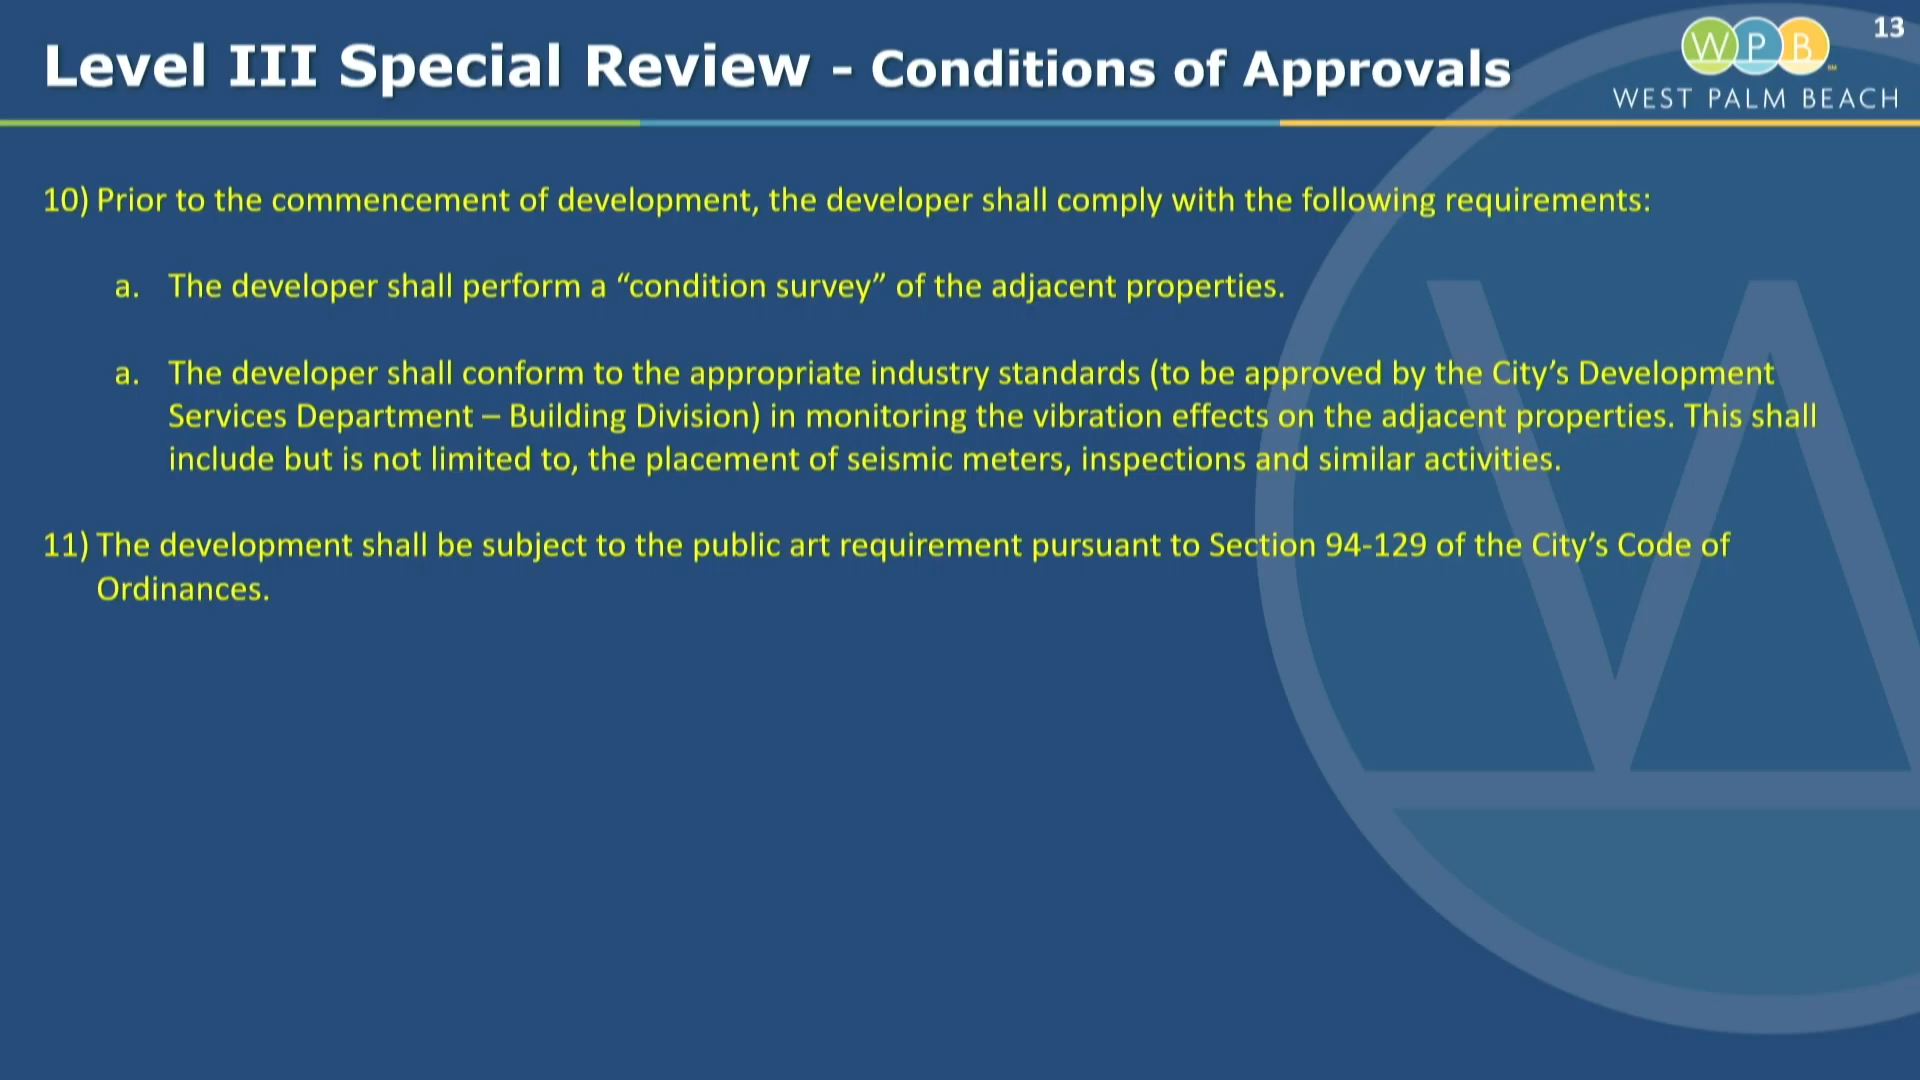 13
Level III Special Review - Conditions of Approvals
WPB
WEST PALM BEACH
10) Prior to the commencement of development, the developer shall comply with the following requirements:
a. The developer shall perform a “condition survey” of the adjacent properties.
a. The developer shall conform to the appropriate industry standards (to be approved by the City’s Development
Services Department – Building Division) in monitoring the vibration effects on the adjacent properties. This shall
include but is not limited to, the placement of seismic meters, inspections and similar activities.
11) The development shall be subject to the public art requirement pursuant to Section 94-129 of the City’s Code of
Ordinances.